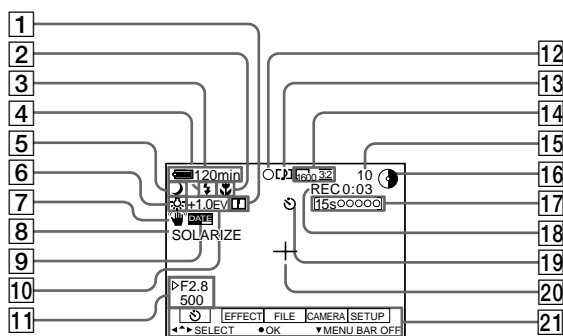 1
2
3
4
5
6
7
8
9
10
11
12
13
14
15
16
17
18
19
20
21
120min
1600 3:2
10
REC 0:03
+1.0EV
15s
DATE
SOLARIZE
F2.8
500
EFFECT FILE CAMERA SETUP
SELECT OK MENU BAR OFF